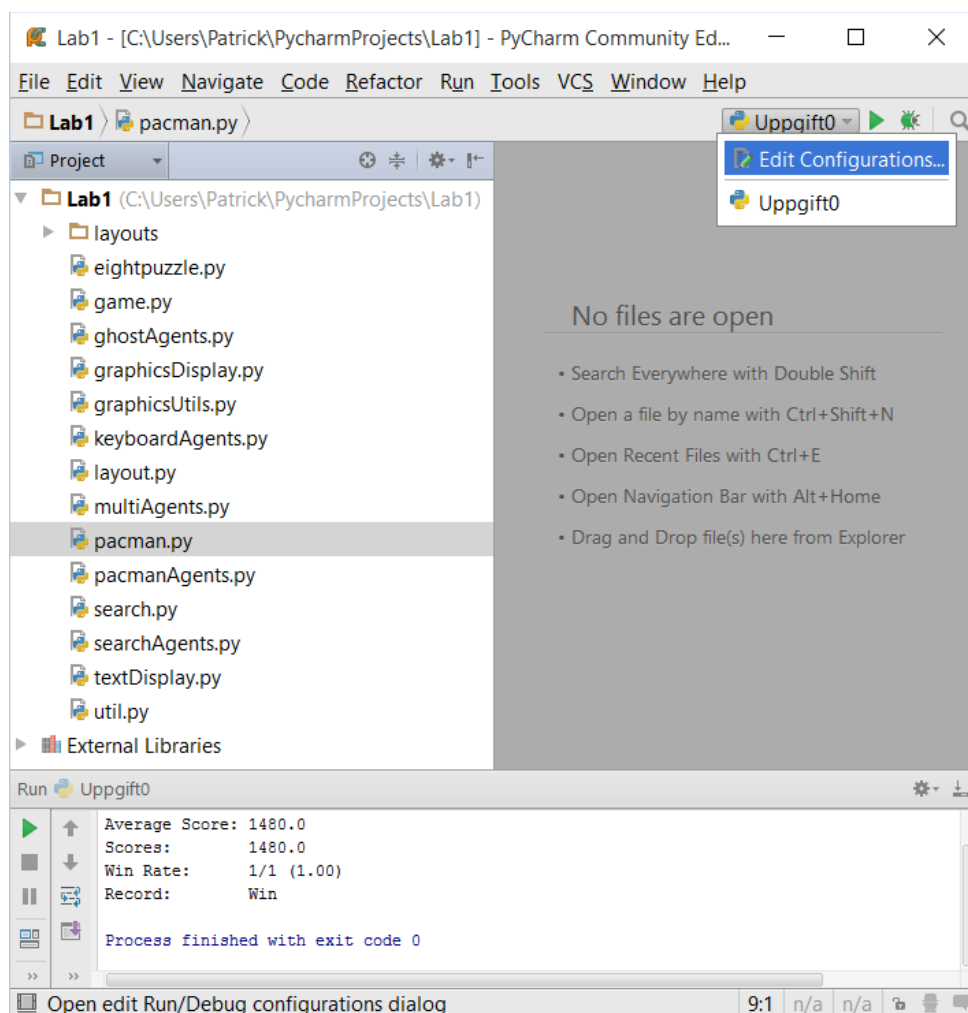 Lab1 - [C:\Users\Patrick\PycharmProjects\Lab1] - PyCharm Community Ed...
File Edit View Navigate Code Refactor Run Tools VCS Window Help
Lab1 pacman.py Uppgift0
Project
Edit Configurations...
Uppgift0
Lab1 (C:\Users\Patrick\PycharmProjects\Lab1)
layouts
eightpuzzle.py
game.py
ghostAgents.py
graphicsDisplay.py
graphicsUtils.py
keyboardAgents.py
layout.py
multiAgents.py
pacman.py
pacmanAgents.py
search.py
searchAgents.py
textDisplay.py
util.py
External Libraries
No files are open
• Search Everywhere with Double Shift
• Open a file by name with Ctrl+Shift+N
• Open Recent Files with Ctrl+E
• Open Navigation Bar with Alt+Home
• Drag and Drop file(s) here from Explorer
Run Uppgift0
Average Score: 1480.0
Scores: 1480.0
Win Rate: 1/1 (1.00)
Record: Win
Process finished with exit code 0
Open edit Run/Debug configurations dialog 9:1 n/a n/a